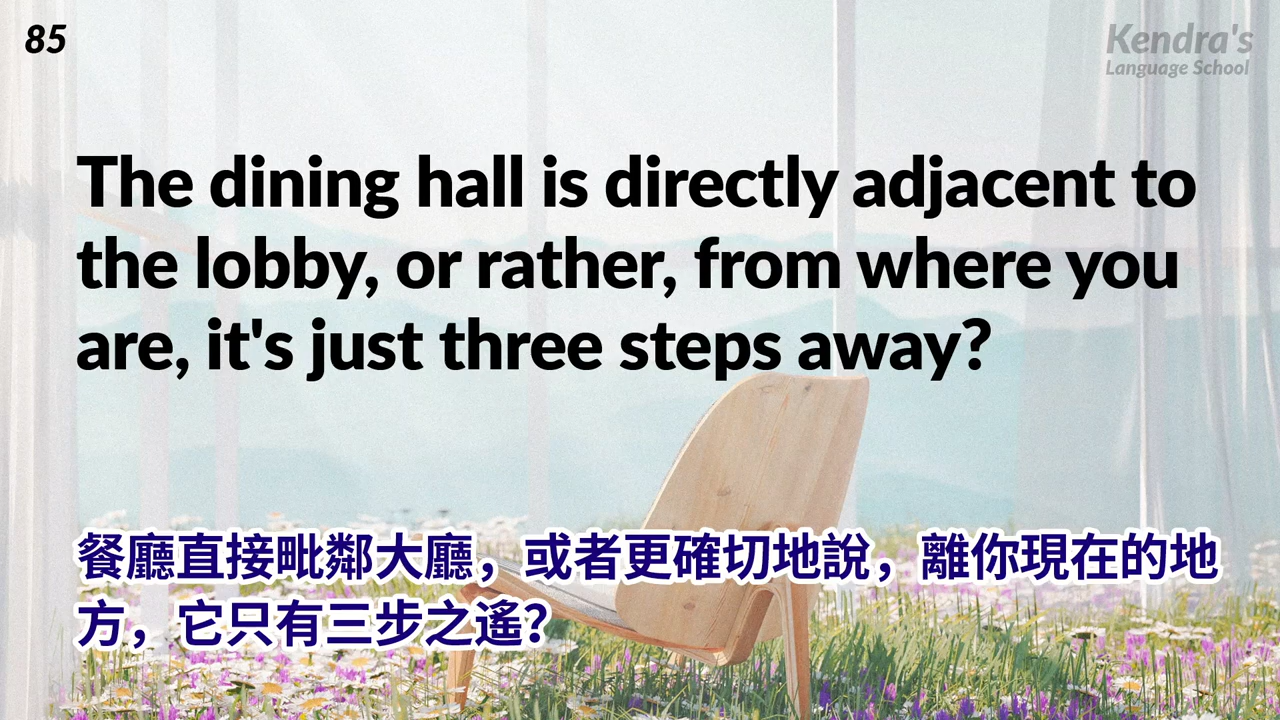 85
Kendra's
Language School
The dining hall is directly adjacent to
the lobby, or rather, from where you
are, it's just three steps away?
餐廳直接毗鄰大廳，或者更確切地說，離你現在的地
方，它只有三步之遙？